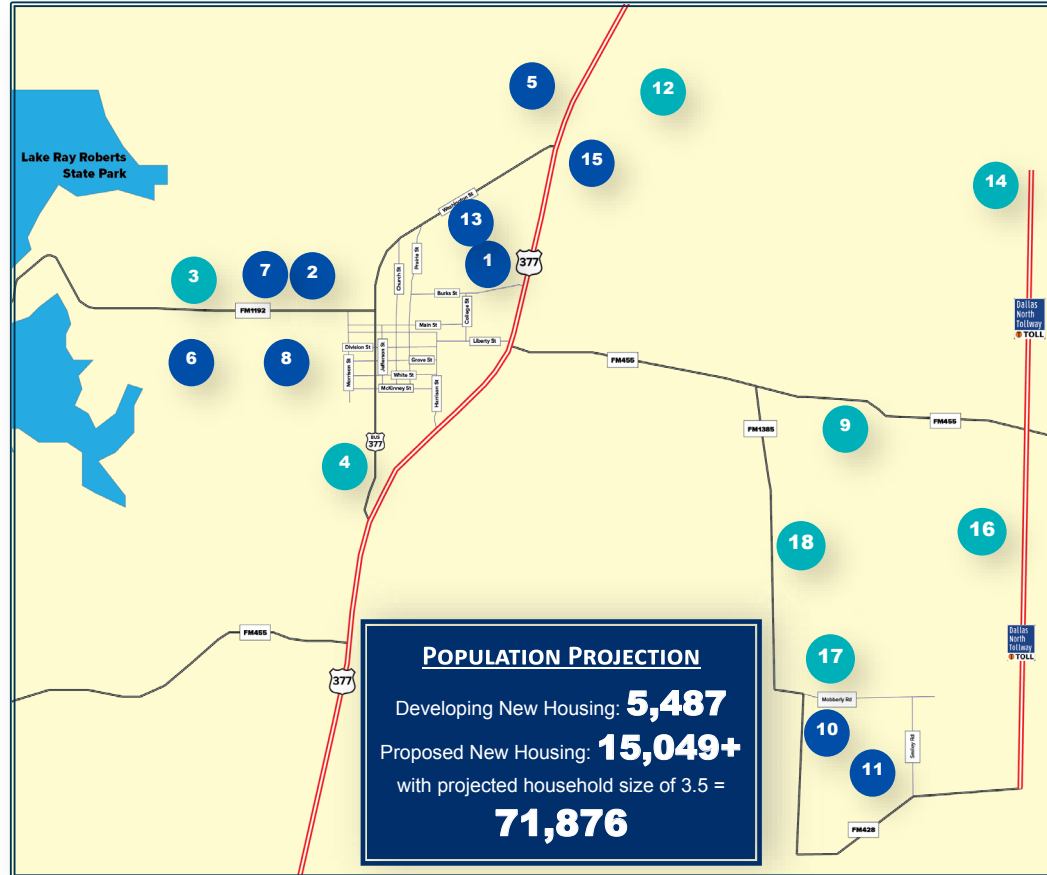 5
12
Lake Ray Roberts
State Park
15
14
Washington St
13
1
377
Prairie St
Church St
3
7
2
FM1192
Burks St
College St
Main St
Liberty St
Division St
Jefferson St
Grove St
Morrison St
White St
McKinney St
Harrison St
6
8
FM455
Dallas
North
Tollway
TOLL
FM1385
9
FM455
BUS
377
4
18
16
FM455
377
17
Dallas
North
Tollway
TOLL
Mobberly Rd
10
11
FM428
POPULATION PROJECTION
Developing New Housing: 5,487
Proposed New Housing: 15,049+
with projected household size of 3.5 =
71,876